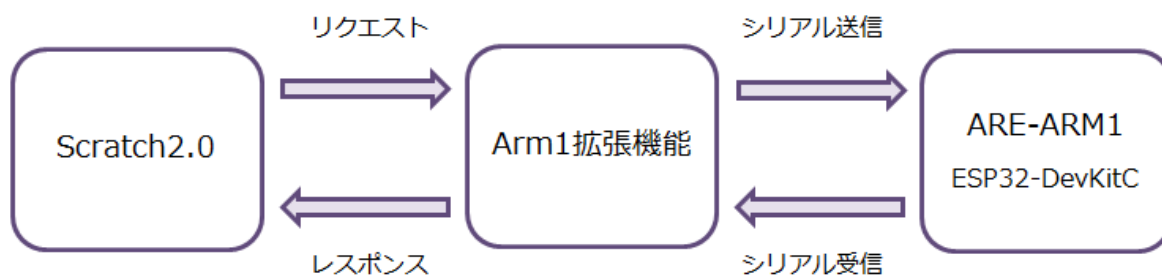 リクエスト
シリアル送信
Scratch2.0
Arm1拡張機能
ARE-ARM1
ESP32-DevKitC
レスポンス
シリアル受信